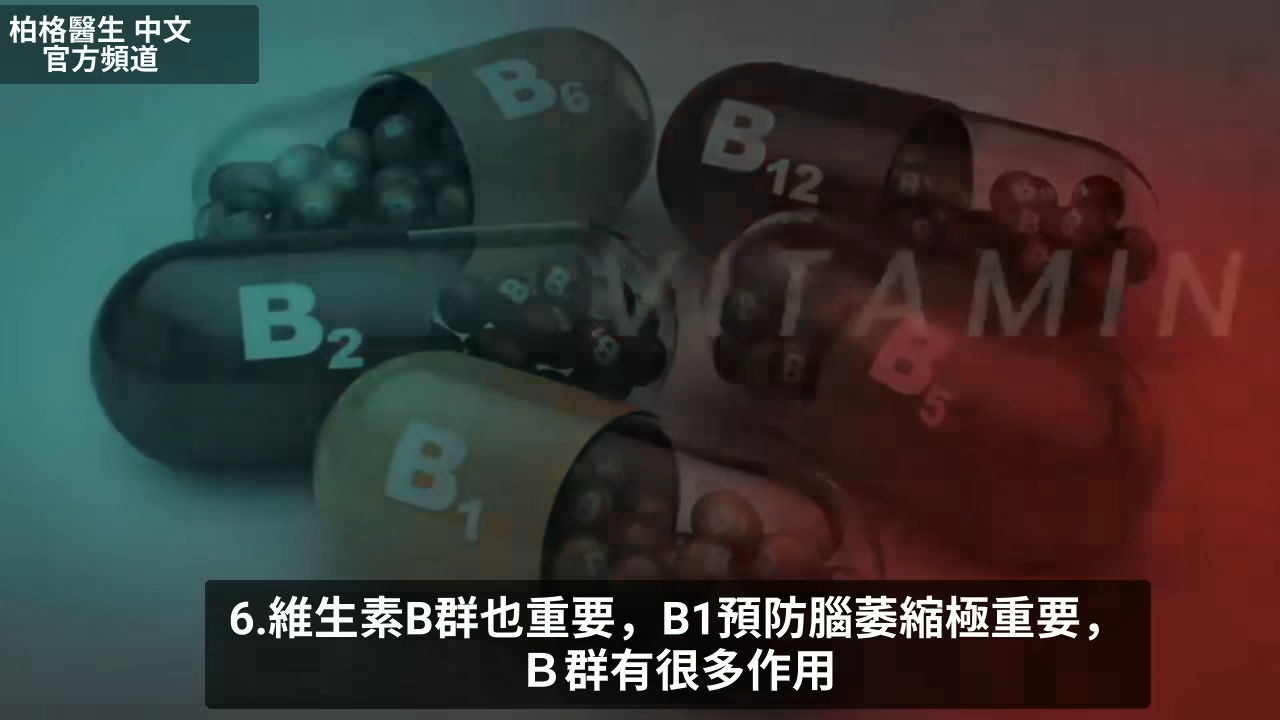 柏格醫生 中文
官方頻道
B6
B12
VITAMIN
B2
B5
B1
6.維生素B群也重要，B1預防腦萎縮極重要，
Ｂ群有很多作用